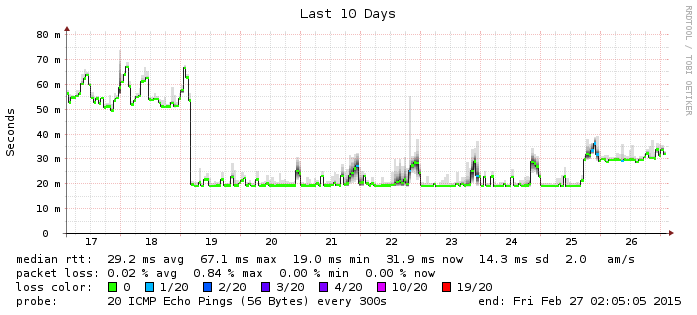 Last 10 Days
RRDTOOL / TOBI OETIKER
Seconds
80 m
70 m
60 m
50 m
40 m
30 m
20 m
10 m
0
17 18 19 20 21 22 23 24 25 26
median rtt: 29.2 ms avg 67.1 ms max 19.0 ms min 31.9 ms now 14.3 ms sd 2.0 am/s
packet loss: 0.02 % avg 0.84 % max 0.00 % min 0.00 % now
loss color: 0 1/20 2/20 3/20 4/20 10/20 19/20
probe: 20 ICMP Echo Pings (56 Bytes) every 300s end: Fri Feb 27 02:05:05 2015